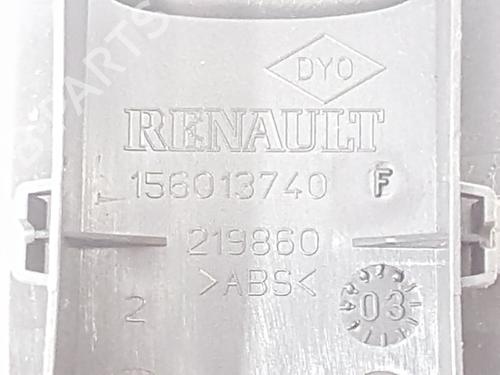 DYO
RENAULT
156013740 F
219860
>ABS<
2
03